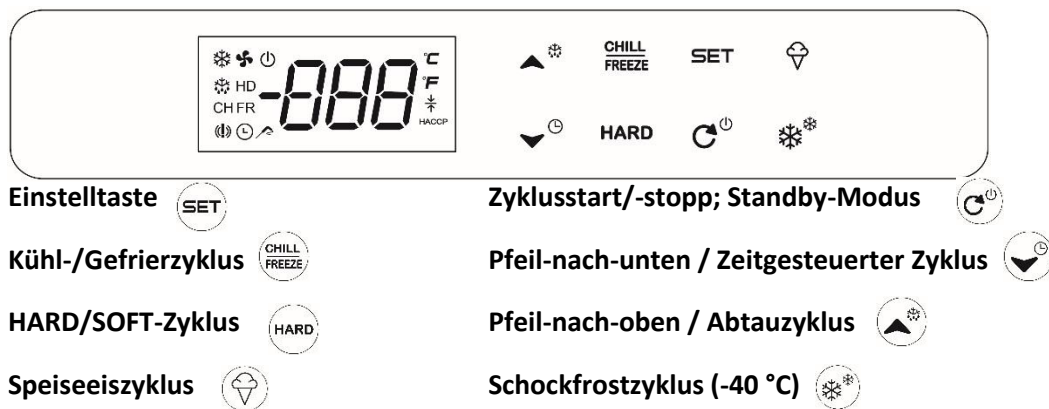 °C
CHILL
FREEZE
SET
HD
-888
°F
CH FR
HACCP
HARD
Einstelltaste SET
Zyklusstart/-stopp; Standby-Modus
Kühl-/Gefrierzyklus CHILL FREEZE
Pfeil-nach-unten / Zeitgesteuerter Zyklus
HARD/SOFT-Zyklus HARD
Pfeil-nach-oben / Abtauzyklus
Speiseeiszyklus
Schockfrostzyklus (-40 °C)